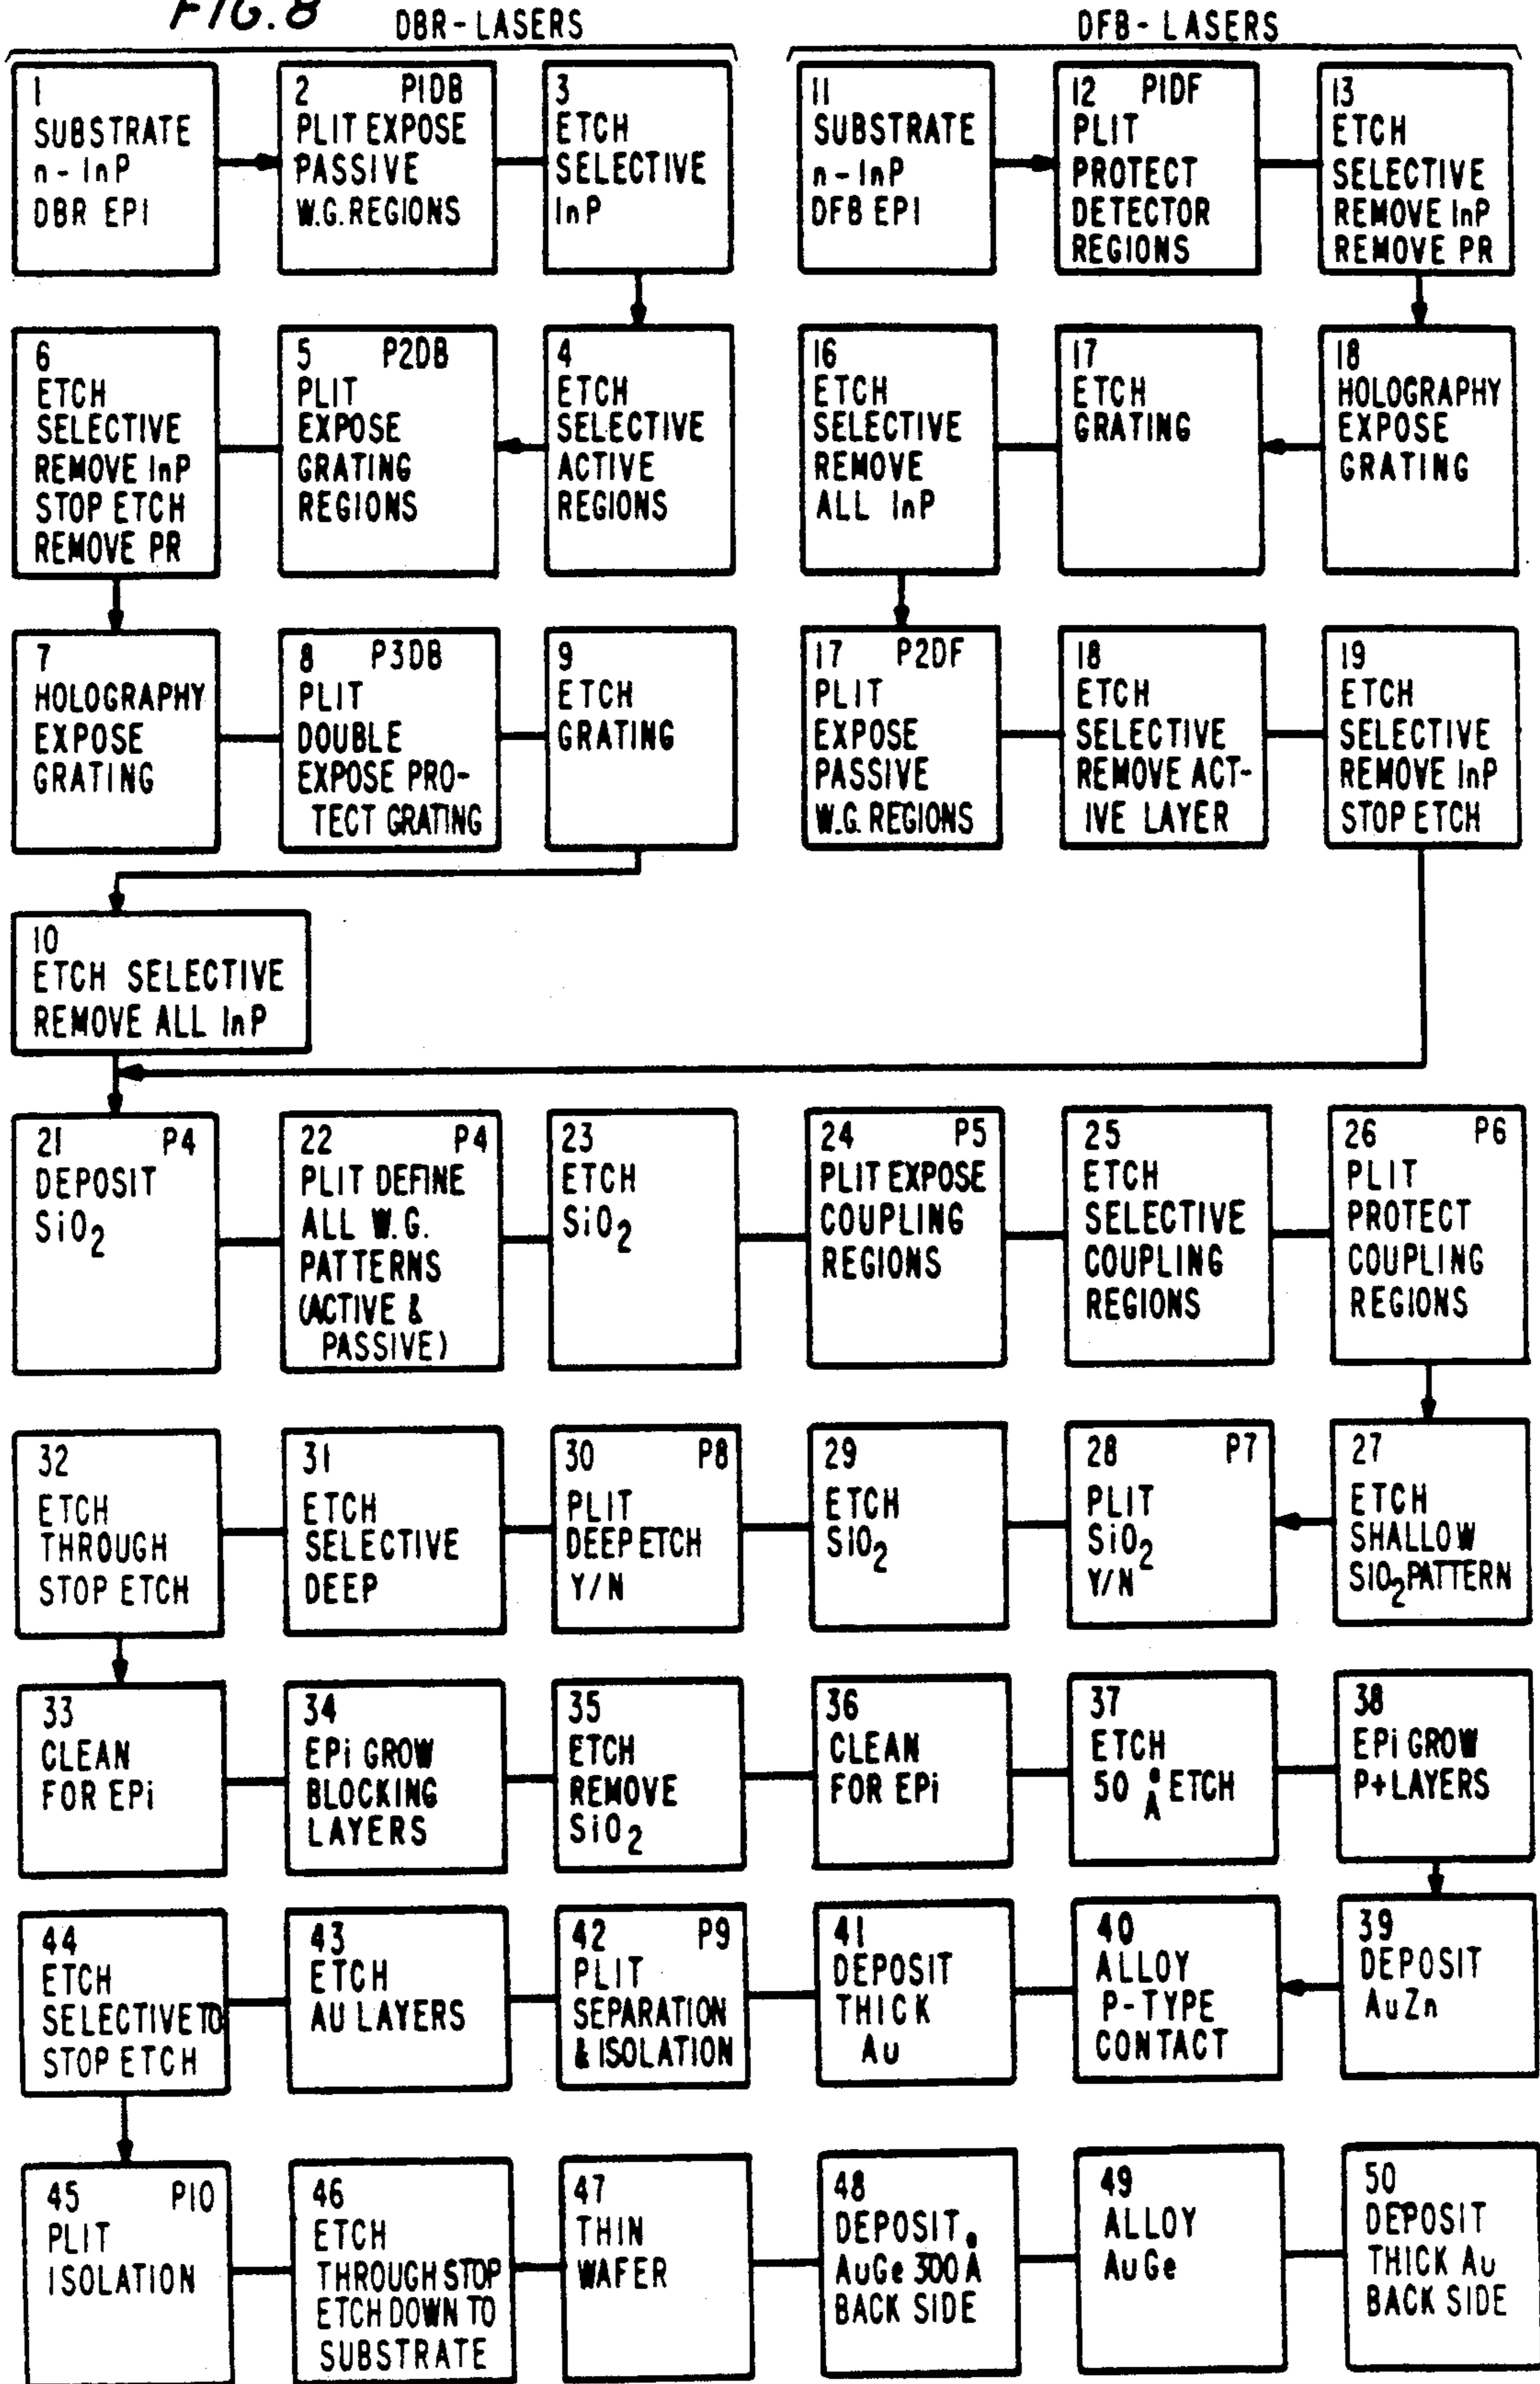 FIG. 8
DBR-LASERS
DFB-LASERS
1
SUBSTRATE
n-InP
DBR EPI
2 P1DB
PLIT EXPOSE
PASSIVE
W.G. REGIONS
3
ETCH
SELECTIVE
InP
11
SUBSTRATE
n-InP
DFB EPI
12 P1DF
PLIT
PROTECT
DETECTOR
REGIONS
13
ETCH
SELECTIVE
REMOVE InP
REMOVE PR
6
ETCH
SELECTIVE
REMOVE InP
STOP ETCH
REMOVE PR
5 P2DB
PLIT
EXPOSE
GRATING
REGIONS
4
ETCH
SELECTIVE
ACTIVE
REGIONS
16
ETCH
SELECTIVE
REMOVE
ALL InP
17
ETCH
GRATING
18
HOLOGRAPHY
EXPOSE
GRATING
7
HOLOGRAPHY
EXPOSE
GRATING
8 P3DB
PLIT
DOUBLE
EXPOSE PRO-
TECT GRATING
9
ETCH
GRATING
17 P2DF
PLIT
EXPOSE
PASSIVE
W.G. REGIONS
18
ETCH
SELECTIVE
REMOVE ACT-
IVE LAYER
19
ETCH
SELECTIVE
REMOVE InP
STOP ETCH
10
ETCH SELECTIVE
REMOVE ALL InP
21 P4
DEPOSIT
SiO2
22 P4
PLIT DEFINE
ALL W.G.
PATTERNS
(ACTIVE &
PASSIVE)
23
ETCH
SiO2
24 P5
PLIT EXPOSE
COUPLING
REGIONS
25
ETCH
SELECTIVE
COUPLING
REGIONS
26 P6
PLIT
PROTECT
COUPLING
REGIONS
32
ETCH
THROUGH
STOP ETCH
31
ETCH
SELECTIVE
DEEP
30 P8
PLIT
DEEP ETCH
Y/N
29
ETCH
SiO2
28 P7
PLIT
SiO2
Y/N
27
ETCH
SHALLOW
SiO2 PATTERN
33
CLEAN
FOR EPi
34
EPi GROW
BLOCKING
LAYERS
35
ETCH
REMOVE
SiO2
36
CLEAN
FOR EPi
37
ETCH
50 Å ETCH
38
EPi GROW
P+ LAYERS
44
ETCH
SELECTIVE TO
STOP ETCH
43
ETCH
AU LAYERS
42 P9
PLIT
SEPARATION
& ISOLATION
41
DEPOSIT
THICK
Au
40
ALLOY
P-TYPE
CONTACT
39
DEPOSIT
AuZn
45 P10
PLIT
ISOLATION
46
ETCH
THROUGH STOP
ETCH DOWN TO
SUBSTRATE
47
THIN
WAFER
48
DEPOSIT
AuGe 300 Å
BACK SIDE
49
ALLOY
AuGe
50
DEPOSIT
THICK Au
BACK SIDE